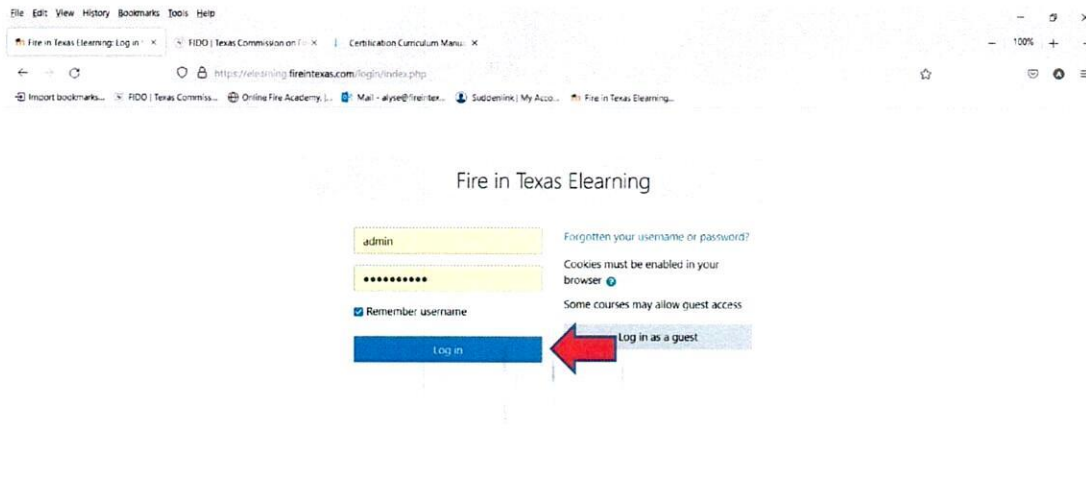 File Edit View History Bookmarks Tools Help
Fire in Texas Elearning: Log in FIDO | Texas Commission on Certification Curriculum Manu
100%
https://elearning.fireintexas.com/login/index.php
Import bookmarks... FIDO | Texas Commiss... Online Fire Academy, |... Mail - alyse@fireintex... Suddenlink | My Acco... Fire in Texas Elearning...
Fire in Texas Elearning
admin
Forgotten your username or password?
Cookies must be enabled in your
browser
Remember username
Some courses may allow guest access
Log in
Log in as a guest